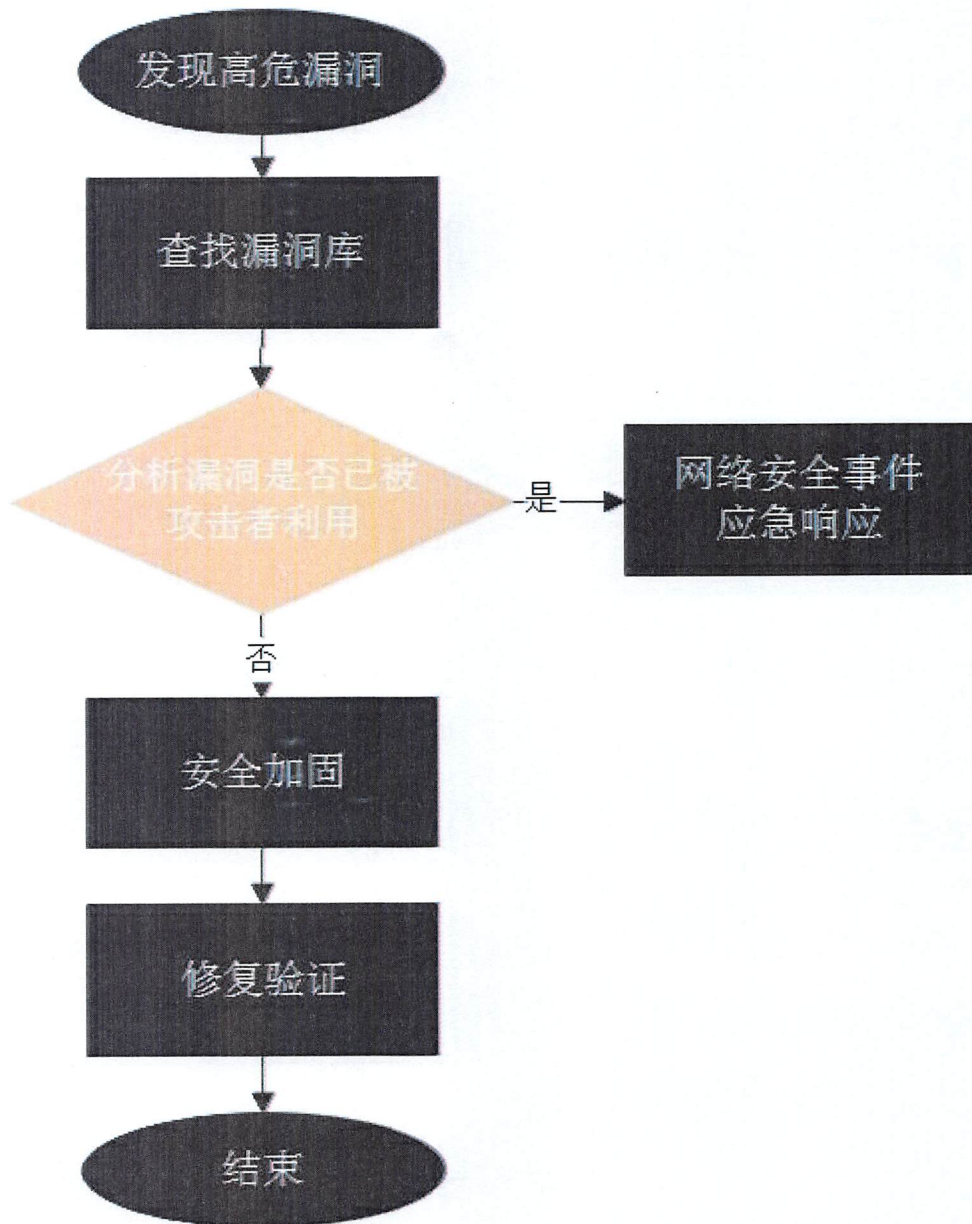 发现高危漏洞
查找漏洞库
分析漏洞是否已被
攻击者利用
是
网络安全事件
应急响应
否
安全加固
修复验证
结束